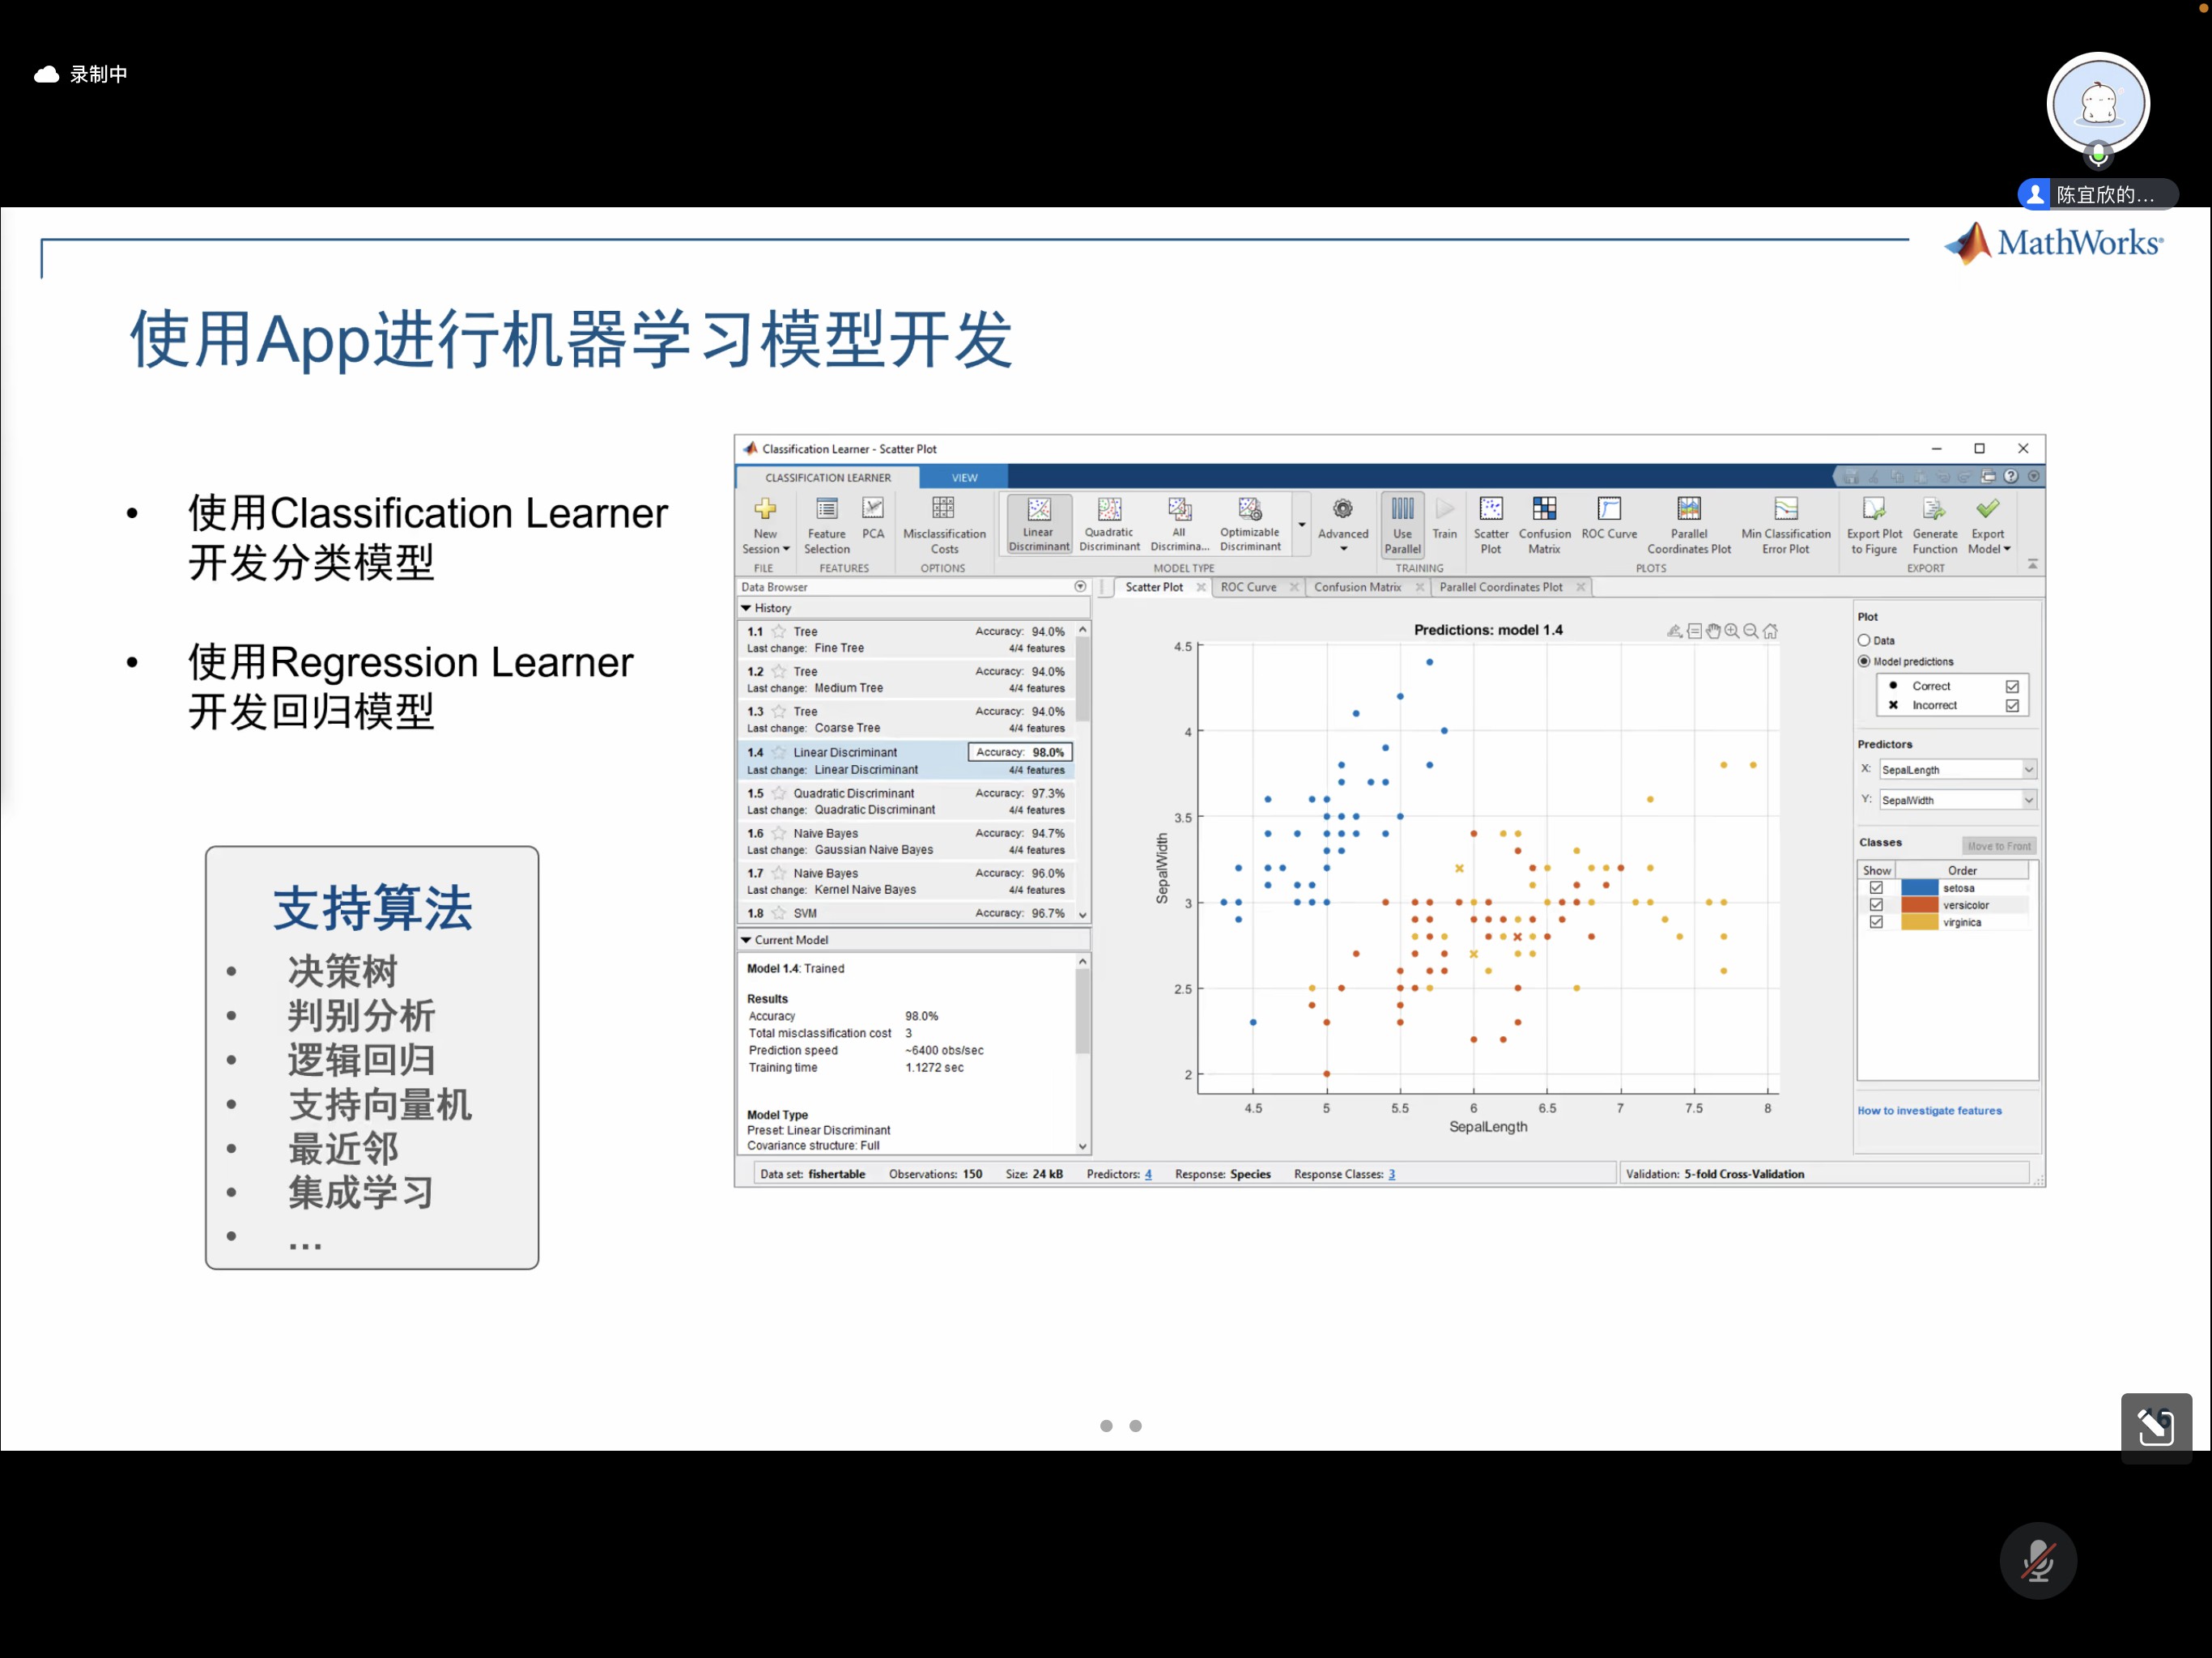 录制中
陈宜欣的...
MathWorks
使用App进行机器学习模型开发
• 使用Classification Learner
开发分类模型
• 使用Regression Learner
开发回归模型
支持算法
• 决策树
• 判别分析
• 逻辑回归
• 支持向量机
• 最近邻
• 集成学习
• ...
Classification Learner - Scatter Plot
CLASSIFICATION LEARNER VIEW
New Session
Feature Selection
PCA
Misclassification Costs
Linear Discriminant
Quadratic Discriminant
All Discrimina...
Optimizable Discriminant
Advanced
Use Parallel
Train
Scatter Plot
Confusion Matrix
ROC Curve
Parallel Coordinates Plot
Min Classification Error Plot
Export Plot to Figure
Generate Function
Export Model
FILE FEATURES OPTIONS MODEL TYPE TRAINING PLOTS EXPORT
Data Browser
History
1.1 Tree Accuracy: 94.0%
Last change: Fine Tree 4/4 features
1.2 Tree Accuracy: 94.0%
Last change: Medium Tree 4/4 features
1.3 Tree Accuracy: 94.0%
Last change: Coarse Tree 4/4 features
1.4 Linear Discriminant Accuracy: 98.0%
Last change: Linear Discriminant 4/4 features
1.5 Quadratic Discriminant Accuracy: 97.3%
Last change: Quadratic Discriminant 4/4 features
1.6 Naive Bayes Accuracy: 94.7%
Last change: Gaussian Naive Bayes 4/4 features
1.7 Naive Bayes Accuracy: 96.0%
Last change: Kernel Naive Bayes 4/4 features
1.8 SVM Accuracy: 96.7%
Current Model
Model 1.4: Trained
Results
Accuracy 98.0%
Total misclassification cost 3
Prediction speed ~6400 obs/sec
Training time 1.1272 sec
Model Type
Preset: Linear Discriminant
Covariance structure: Full
Scatter Plot ROC Curve Confusion Matrix Parallel Coordinates Plot
Predictions: model 1.4
4.5
4
3.5
3
2.5
2
SepalWidth
4.5 5 5.5 6 6.5 7 7.5 8
SepalLength
Plot
Data
Model predictions
Correct
Incorrect
Predictors
X: SepalLength
Y: SepalWidth
Classes Move to Front
Show Order
setosa
versicolor
virginica
How to investigate features
Data set: fishertable Observations: 150 Size: 24 kB Predictors: 4 Response: Species Response Classes: 3 Validation: 5-fold Cross-Validation